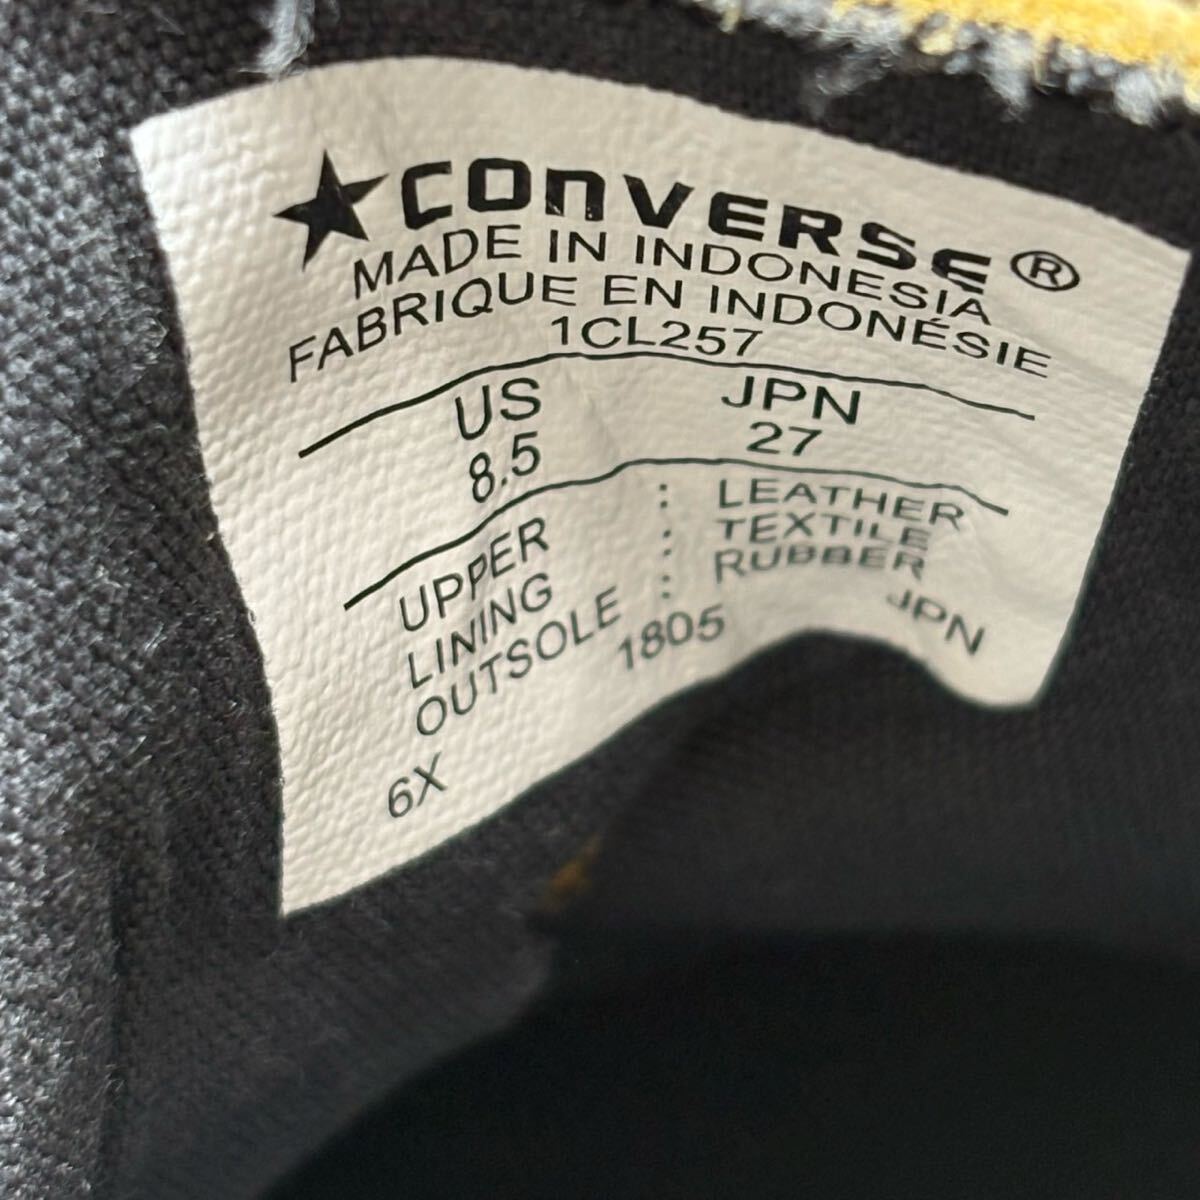 ★CONVERSE®
MADE IN INDONESIA
FABRIQUE EN INDONÉSIE
1CL257
US JPN
8.5 27
UPPER : LEATHER
LINING : TEXTILE
OUTSOLE : RUBBER
1805 JPN
6X